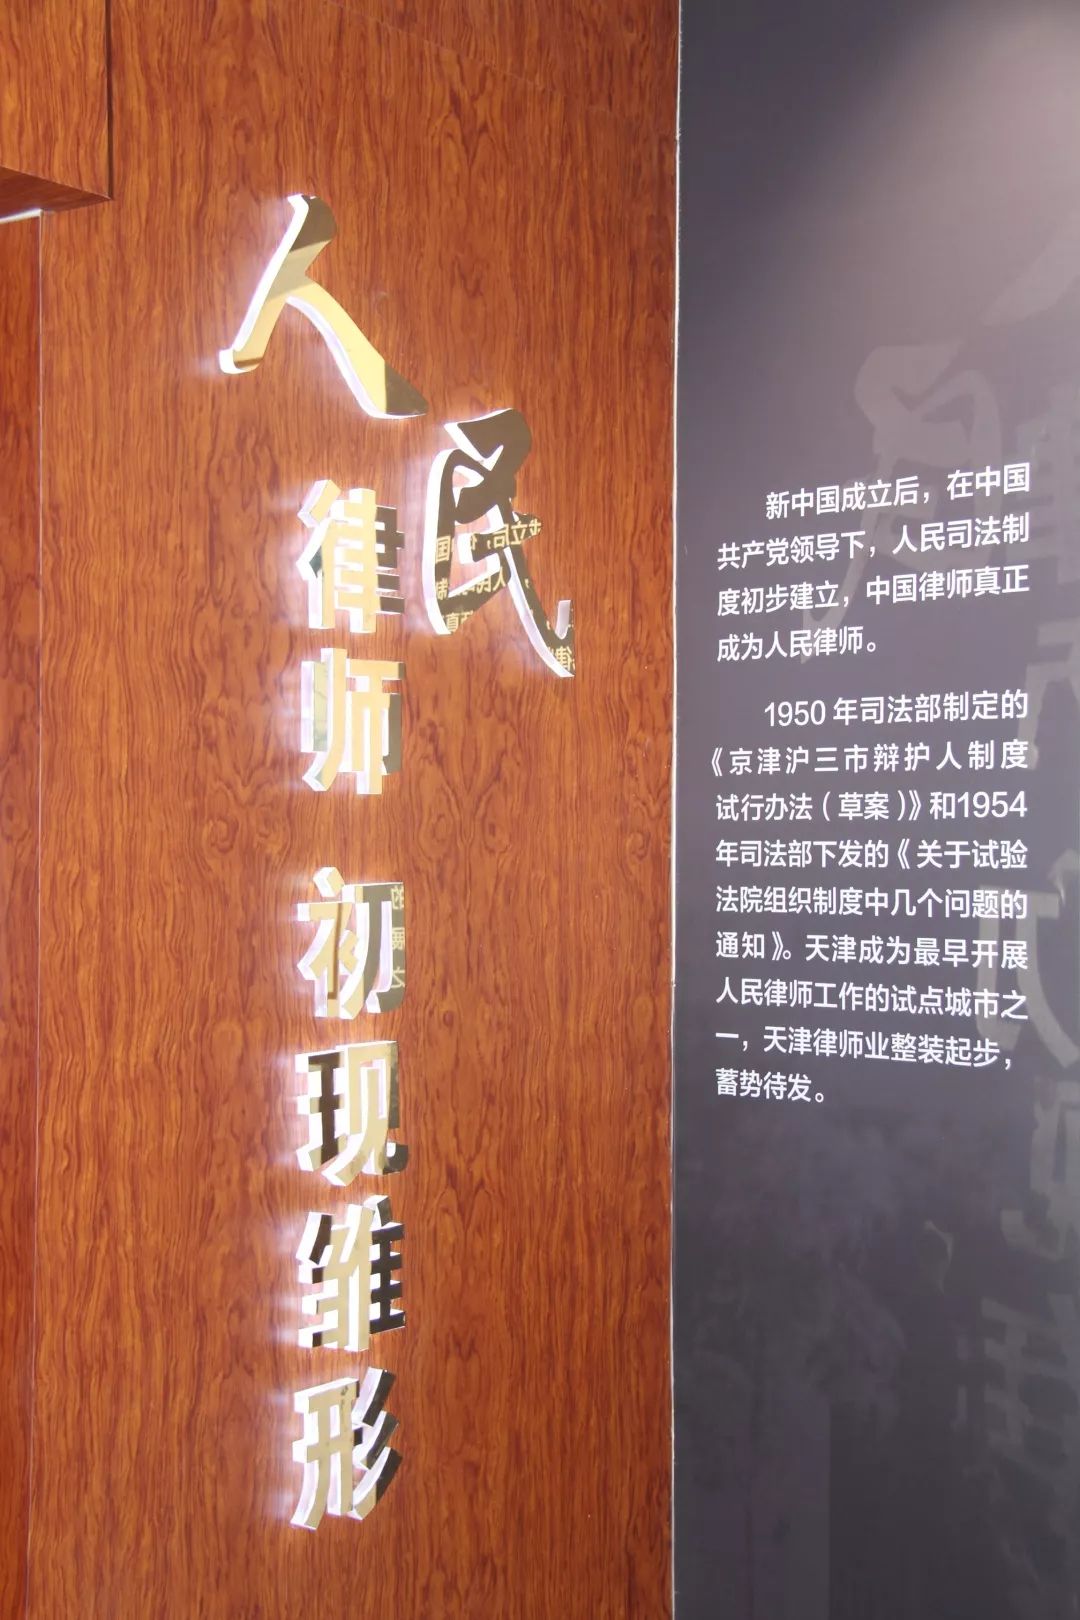 人民
律师 初现雏形
新中国成立后，在中国
共产党领导下，人民司法制
度初步建立，中国律师真正
成为人民律师。
1950年司法部制定的
《京津沪三市辩护人制度
试行办法（草案）》和1954
年司法部下发的《关于试验
法院组织制度中几个问题的
通知》。天津成为最早开展
人民律师工作的试点城市之
一，天津律师业整装起步，
蓄势待发。